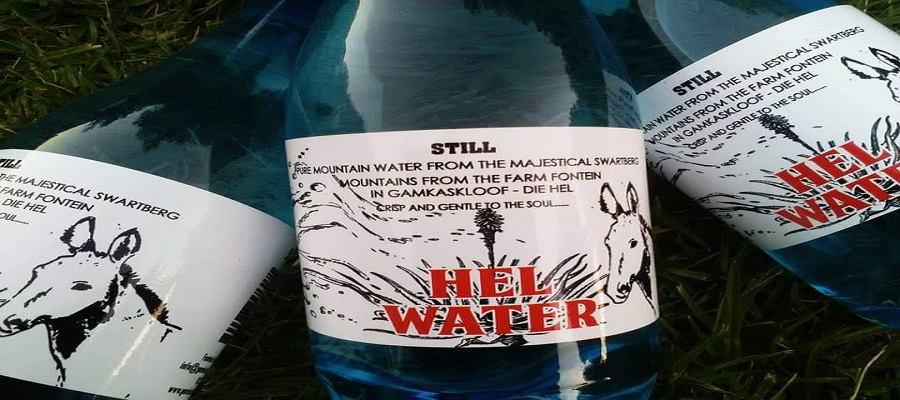 STILL
PURE MOUNTAIN WATER FROM THE MAJESTICAL SWARTBERG
MOUNTAINS FROM THE FARM FONTEIN
IN GAMKASKLOOF - DIE HEL
CRISP AND GENTLE TO THE SOUL.....
HEL
WATER
THE MAJESTICAL SWARTBERG
FARM FONTEIN
DIE HEL
STILL
WATER FROM THE MAJESTICAL SWARTBERG
MOUNTAINS FROM THE FARM FONTEIN
IN GAMKASKLOOF - DIE HEL
CRISP AND GENTLE TO THE SOUL.....
HEL